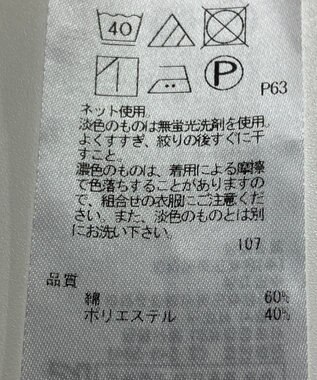 40
P
P63
ネット使用。
淡色のものは無蛍光洗剤を使用。
よくすすぎ、絞りの後すぐに干
すこと。
濃色のものは、着用による摩擦
で色落ちすることがありますの
で、組合せの衣服にご注意くだ
さい。また、淡色のものとは別
にお洗い下さい。
107
品質
綿 60%
ポリエステル 40%